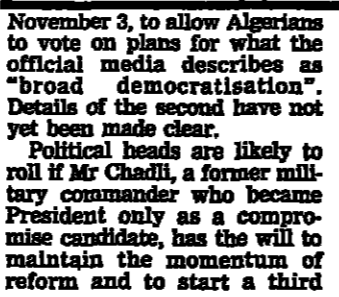 November 3, to allow Algerians
to vote on plans for what the
official media describes as
"broad democratisation".
Details of the second have not
yet been made clear.
Political heads are likely to
roll if Mr Chadli, a former mili-
tary commander who became
President only as a compro-
mise candidate, has the will to
maintain the momentum of
reform and to start a third